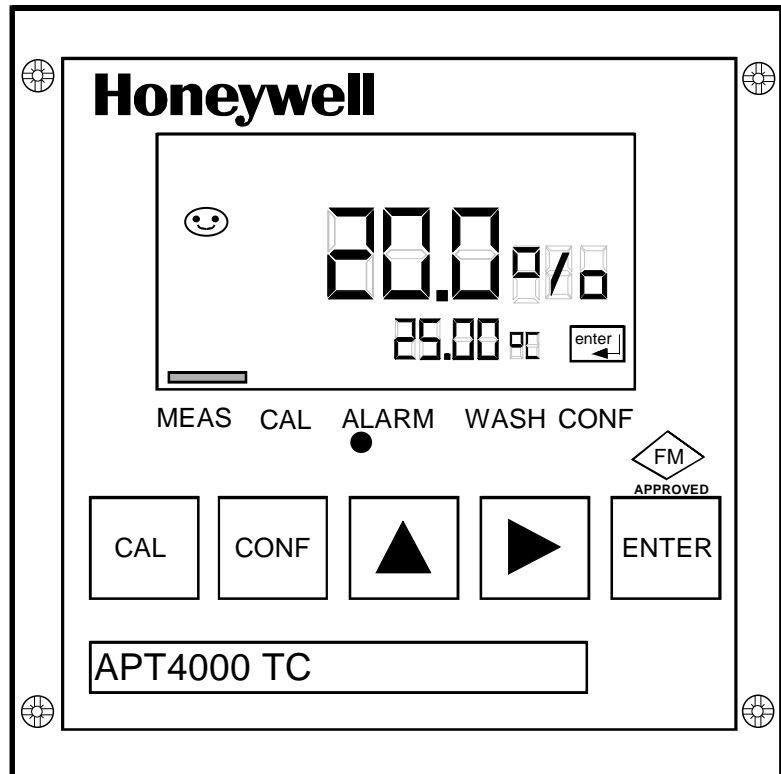 Honeywell
20.0 %
25.00 °C enter
MEAS CAL ALARM WASH CONF
FM
APPROVED
CAL CONF ENTER
APT4000 TC